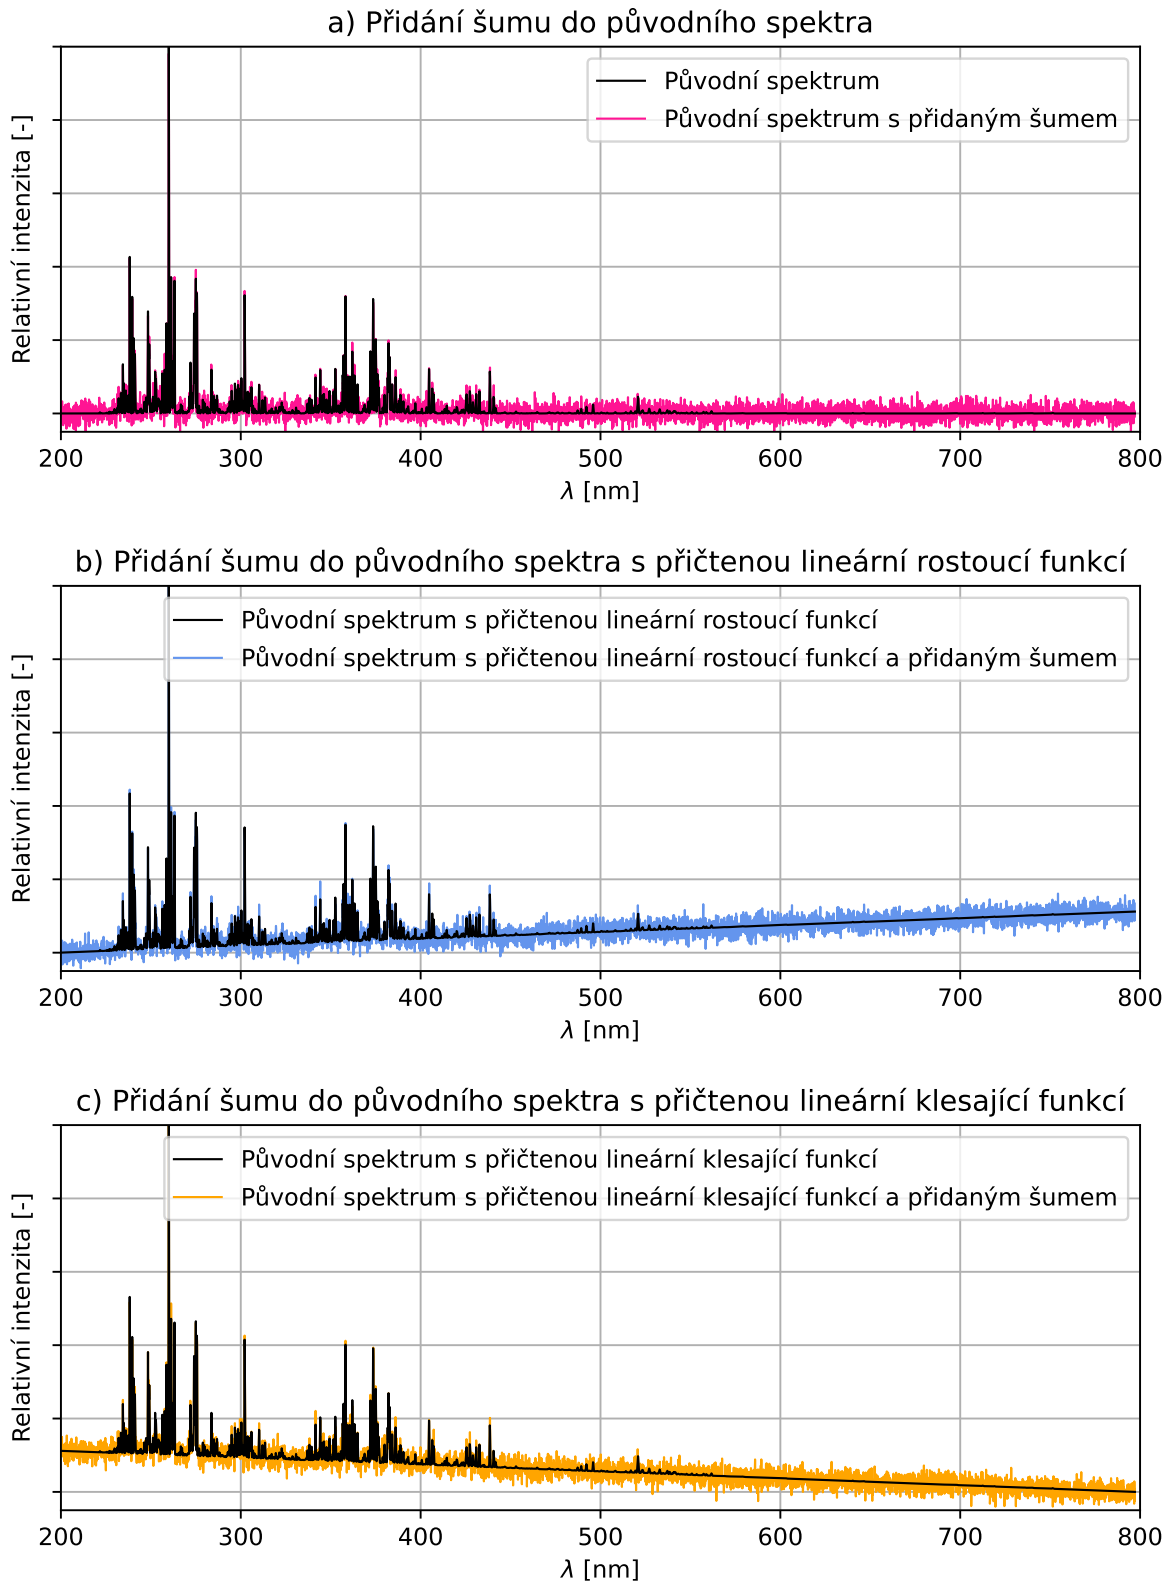 a) Přidání šumu do původního spektra
Relativní intenzita [-]
Původní spektrum
Původní spektrum s přidaným šumem
200 300 400 500 600 700 800
λ [nm]
b) Přidání šumu do původního spektra s přičtenou lineární rostoucí funkcí
Relativní intenzita [-]
Původní spektrum s přičtenou lineární rostoucí funkcí
Původní spektrum s přičtenou lineární rostoucí funkcí a přidaným šumem
200 300 400 500 600 700 800
λ [nm]
c) Přidání šumu do původního spektra s přičtenou lineární klesající funkcí
Relativní intenzita [-]
Původní spektrum s přičtenou lineární klesající funkcí
Původní spektrum s přičtenou lineární klesající funkcí a přidaným šumem
200 300 400 500 600 700 800
λ [nm]